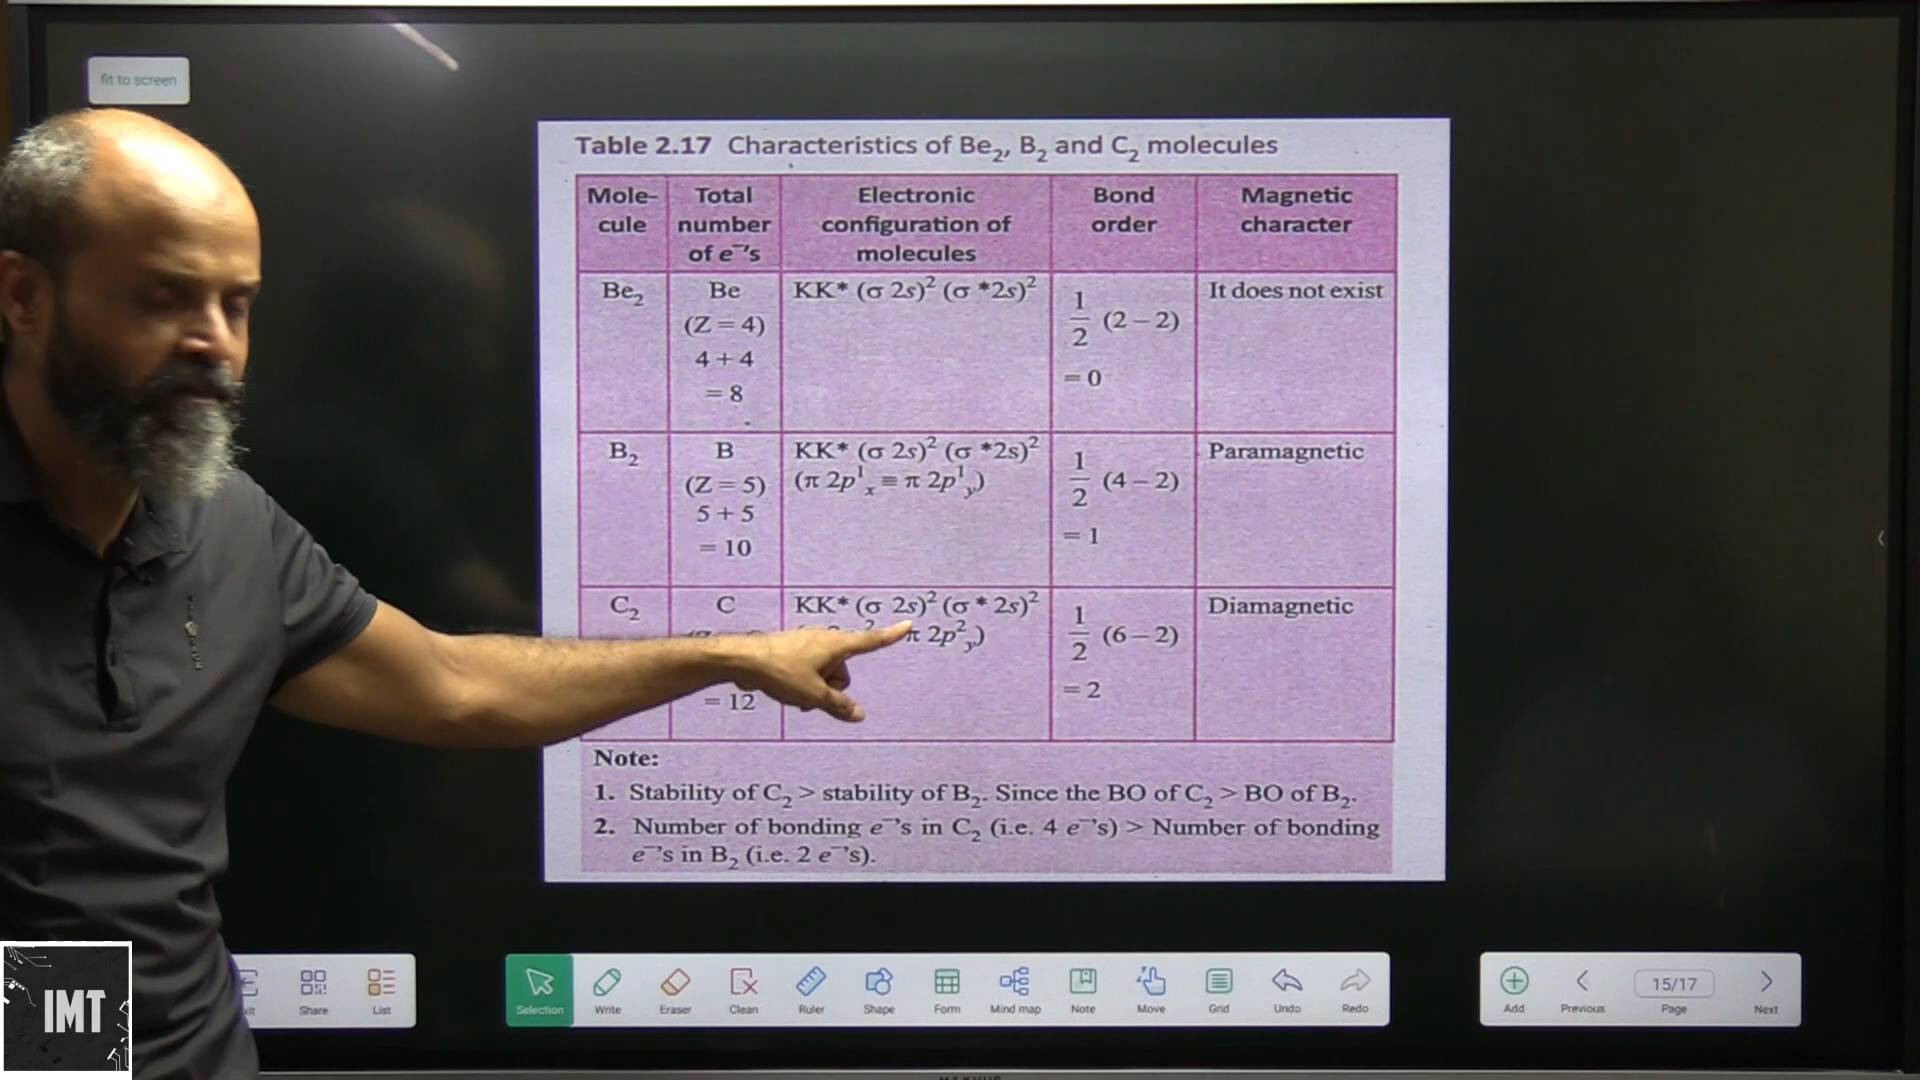 fit to screen
Table 2.17 Characteristics of Be₂, B₂ and C₂ molecules
Mole-cule Total number of e⁻'s Electronic configuration of molecules Bond order Magnetic character
Be₂
Be
(Z = 4)
4 + 4
= 8
KK* (σ 2s)² (σ *2s)²
1/2 (2 – 2)
= 0
It does not exist
B₂
B
(Z = 5)
5 + 5
= 10
KK* (σ 2s)² (σ *2s)²
(π 2p¹ₓ ≡ π 2p¹ᵧ)
1/2 (4 – 2)
= 1
Paramagnetic
C₂
C
= 12
KK* (σ 2s)² (σ * 2s)²
π 2p²ᵧ)
1/2 (6 – 2)
= 2
Diamagnetic
Note:
1. Stability of C₂ > stability of B₂. Since the BO of C₂ > BO of B₂.
2. Number of bonding e⁻'s in C₂ (i.e. 4 e⁻'s) > Number of bonding
e⁻'s in B₂ (i.e. 2 e⁻'s).
Share List Selection Write Eraser Clean Ruler Shape Form Mind map Note Move Grid Undo Redo Add Previous 15/17 Page Next
IMT